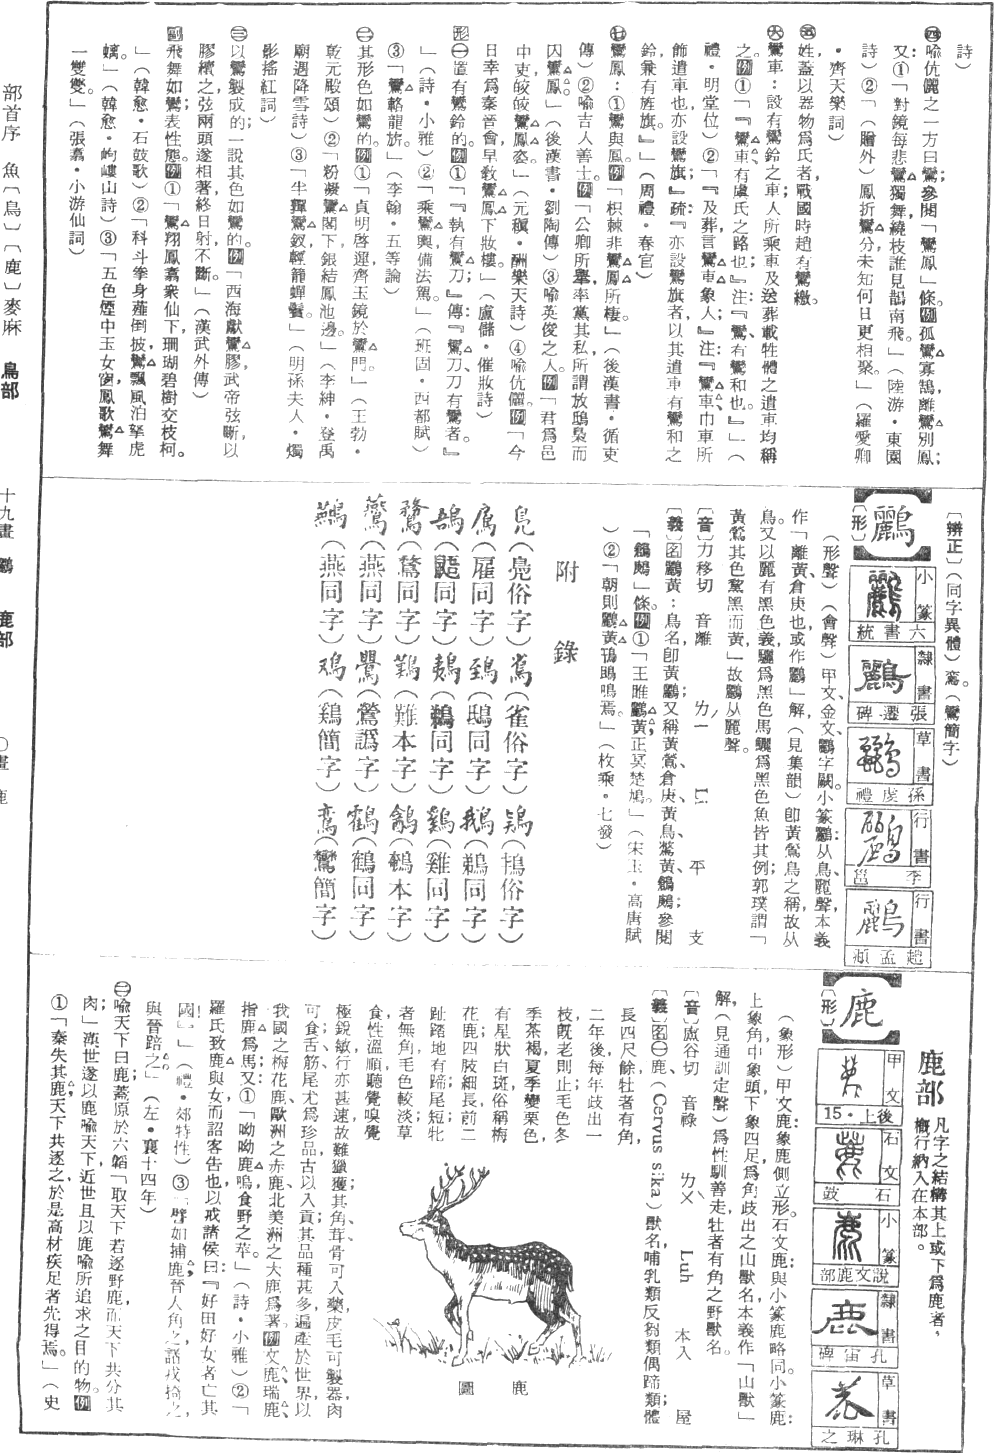 詩）
㈣喻伉儷之一方曰鸞；參閱「鸞鳳」條。例孤鸞寡鵠，離鸞別鳳；
又：①「對鏡每悲鸞獨舞，繞枝誰見鵲南飛。」（陸游・東園
詩）②「（贈外）鳳折鸞分，未知何日更相聚。」（羅愛卿
・齊天樂詞）
㈤姓，蓋以器物為氏者；戰國時趙有鸞徽。
㈥鸞車：設有鸞鈴之車；人所乘車及送葬載牲體之遣車均稱
之。例①「『鸞車，有虞氏之路也。』注：『鸞，有鸞和也。』」（
禮・明堂位）②「『及葬，言鸞車象人。』注：『鸞車，巾車所
飾遣車也，亦設鸞旗。』疏：『亦設鸞旗者，以其遣車有鸞和之
鈴，兼有旌旗。』」（周禮・春官）
㈦鸞鳳：①鸞與鳳。例「枳棘非鸞鳳所棲。」（後漢書・循吏
傳）②喻吉人善士。例「公卿所舉，率黨其私，所謂放鴟梟而
囚鸞鳳。」（後漢書・劉陶傳）③喻英俊之人。例「君為邑
中吏，皎皎鸞鳳姿。」（元稹・酬樂天詩）④喻伉儷。例「今
日幸為秦晉會，早教鸞鳳下妝樓。」（盧儲・催妝詩）
形㈠置有鸞鈴的。例①「『執有鸞刀。』傳：『鸞刀，刀有鸞者。』
」（詩・小雅）②「乘鸞輿，備法駕。」（班固・西都賦）
③「鸞輅龍旂。」（李翰・五等論）
㈡其形色如鸞的。例①「貞明啓遝，齊玉鏡於鸞門。」（王勃・
乾元殿頌）②「粉凝鸞閣下，銀結鳳池邊。」（李紳・登禹
廟遇降雪詩）③「半嚲鸞釵，輕籠蟬鬢。」（明孫夫人・燭
影搖紅詞）
㈢以鸞製成的；一說其色如鸞的。例「西海獻鸞膠，武帝弦斷，以
膠續之，弦兩頭遂相著，終日射，不斷。」（漢武外傳）
副飛舞如鸞，表性態。例①「鸞翔鳳翥衆仙下，珊瑚碧樹交枝柯。
」（韓愈・石鼓歌）②「科斗拳身薤倒披，鸞飄鳳泊拏虎
螭。」（韓愈・岣嶁山詩）③「五色煙中玉女窗，鳳歌鸞舞
一雙雙。」（張翥・小游仙詞）
〔辨正〕（同字異體）鵉。（鸞簡字）
鸝
〔形〕
小篆
六書統
隸書
張遷碑
草書
孫虔禮
行書
李邕
行書
趙孟頫
（形聲）（會聲）甲文、金文、鸝字闕。小篆鸝：从鳥，麗聲，本義
作「離黃，倉庚也，或作鸝」解，（見集韻）即黃鶯鳥之稱，故从
鳥。又以麗有黑色義，驪為黑色馬，鱺為黑色魚皆其例；郭璞謂「
黃鶯其色黧黑而黃」，故鸝从麗聲。
〔音〕力移切　音離　ㄌㄧˊ　Li　平　支
〔義〕名鸝黃：鳥名，即黃鸝；又稱黃鶯、倉庚、黃鳥、鶩黃、鶬鶊；參閱
「鶬鶊」條。例①「王雎鸝黃，正冥楚鳩。」（宋玉・高唐賦
）②「朝則鸝黃鳱鴠鳴焉。」（枚乘・七發）
附錄
鳬（鳧俗字）鳶（雀俗字）鴂（鴇俗字）
鴈（雁同字）鵄（鴟同字）䳘（鵝同字）
鵮（鶌同字）鵣（鶇同字）鷄（雞同字）
鶩（鶩同字）鸛（難本字）鵒（鵪本字）
鷰（燕同字）鸎（鶯譌字）鸖（鶴同字）
鷰（燕同字）鸡（鷄簡字）鸾（鸞簡字）
鹿部　凡字之結構其上或下為鹿者，
概行納入在本部。
鹿
〔形〕
甲文
後上・15
石文
石鼓
小篆
說文鹿部
隸書
孔宙碑
草書
孔琳之
（象形）甲文鹿：象鹿側立形。石文鹿：與小篆鹿略同。小篆鹿：
上象角，中象頭，下象四足，為角歧出之山獸名，本義作「山獸」
解，（見通訓定聲）為性馴善走，牡者有角之野獸名。
〔音〕盧谷切　音祿　ㄌㄨˋ　Luh　本入　屋
〔義〕名㈠鹿（Cervus sika）獸名，哺乳類反芻類偶蹄類；體
長四尺餘，牡者有角，
二年後每年歧出一
枝，既老則止；毛色冬
季茶褐，夏季變栗色，
有星狀白斑，俗稱梅
花鹿；四肢細長，前二
趾踏地有蹄；尾短；牝
者無角，毛色較淡；草
食，性溫順，聽覺嗅覺
極銳敏，行亦甚速，故難獵獲；其角、茸、骨可入藥，皮毛可製器，肉
可食；舌、筋、尾尤為珍品，古以入貢；其品種甚多，遍產於世界，以
我國之梅花鹿、歐洲之赤鹿、北美洲之大鹿為著。例文鹿、瑞鹿、
指鹿為馬；又：①「呦呦鹿鳴，食野之苹。」（詩・小雅）②「
羅氏致鹿與女，而詔客告也，以戒諸侯曰：『好田好女者亡其
國！』」（禮・郊特性）③「譬如捕鹿，晉人角之，諸戎掎之，
與晉踣之。」（左・襄十四年）
㈡喻天下曰鹿；蓋原於六韜「取天下若逐野鹿，而天下共分其
肉」；漢世遂以鹿喻天下，近世且以鹿喻所追求之目的物。例
①「秦失其鹿，天下共逐之，於是高材疾足者先得焉。」（史
鹿圖
部首序　魚〔鳥〕〔鹿〕麥麻　鳥部　十九畫　鸝　鹿部　○畫　鹿